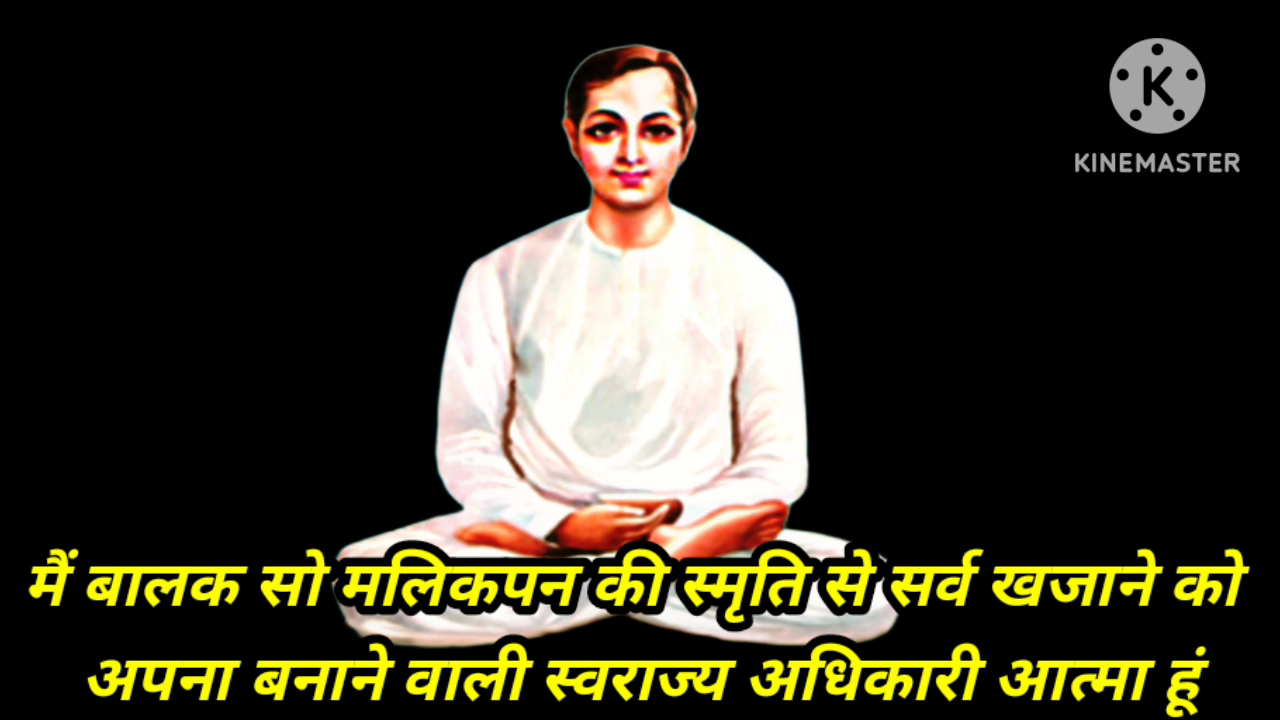 K
KINEMASTER
मैं बालक सो मलिकपन की स्मृति से सर्व खजाने को
अपना बनाने वाली स्वराज्य अधिकारी आत्मा हूं